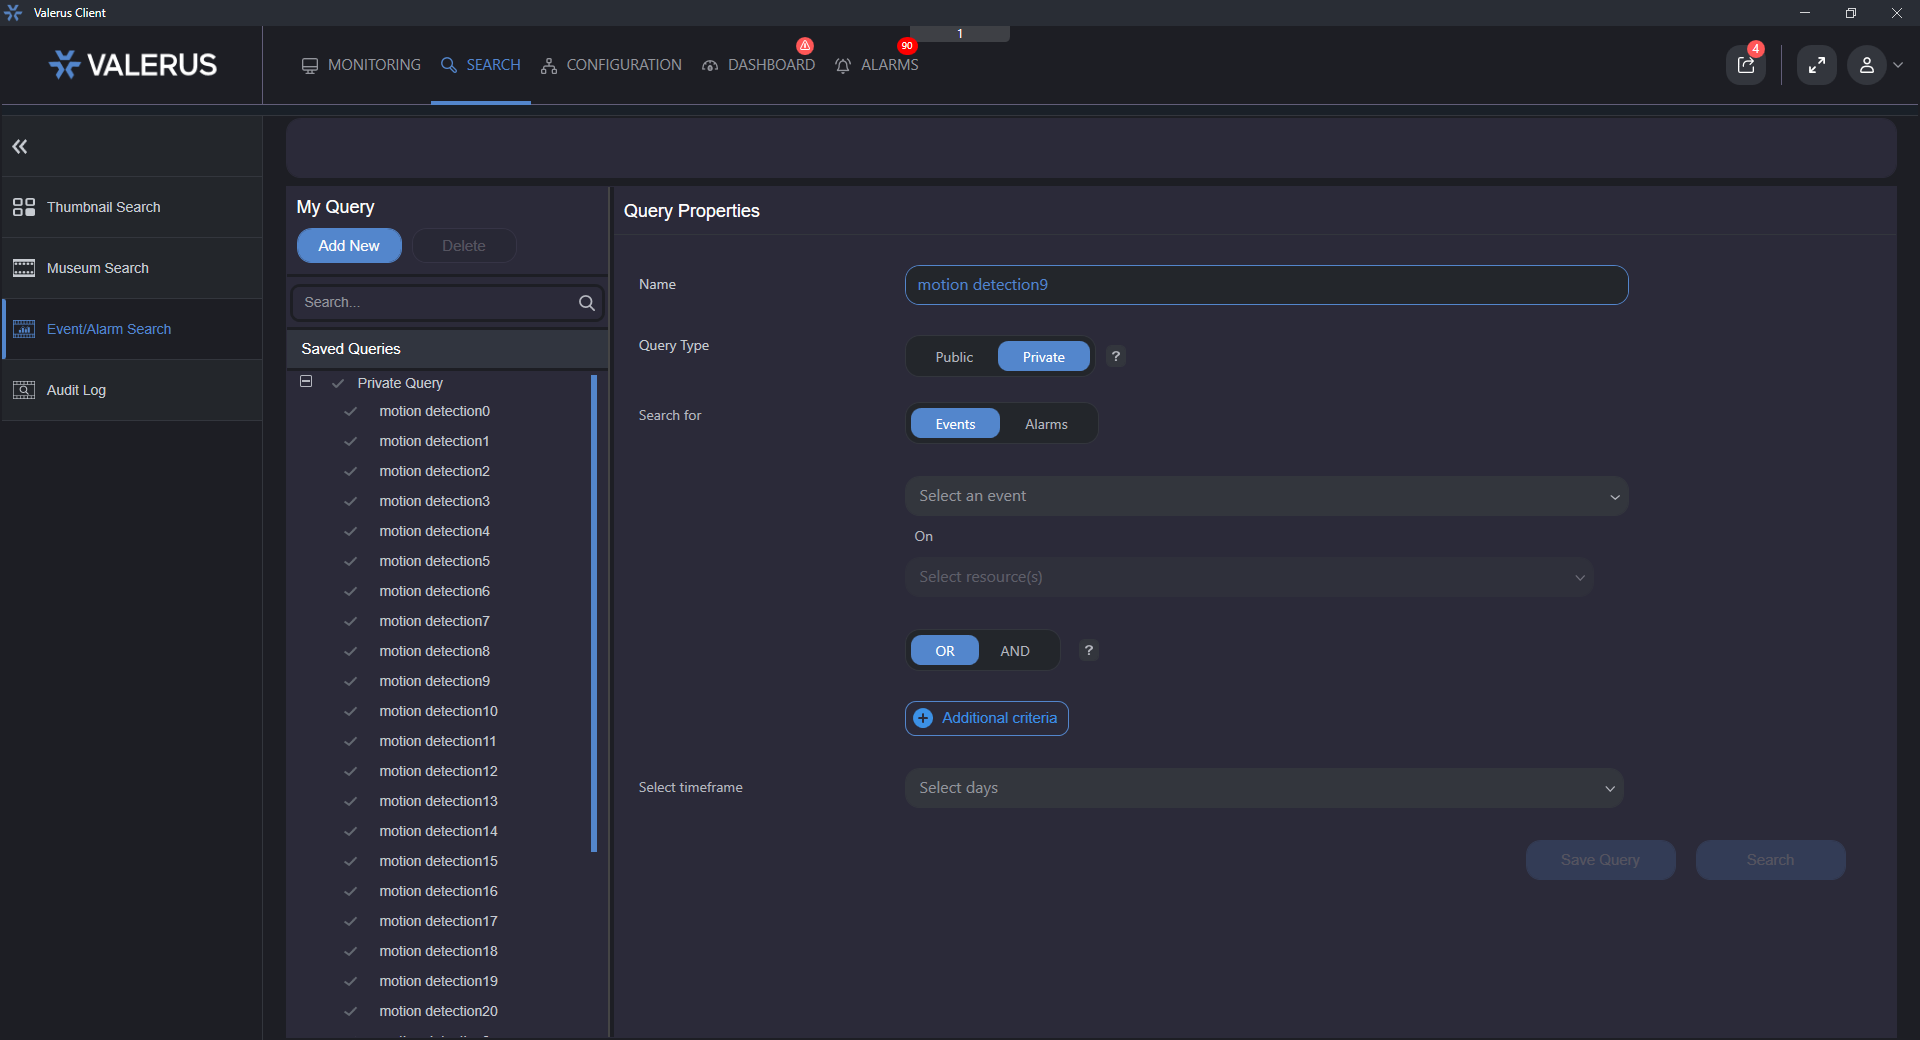 Valerus Client
1
VALERUS
MONITORING
SEARCH
CONFIGURATION
DASHBOARD
90
ALARMS
4
Thumbnail Search
Museum Search
Event/Alarm Search
Audit Log
My Query
Add New
Delete
Search...
Saved Queries
Private Query
motion detection0
motion detection1
motion detection2
motion detection3
motion detection4
motion detection5
motion detection6
motion detection7
motion detection8
motion detection9
motion detection10
motion detection11
motion detection12
motion detection13
motion detection14
motion detection15
motion detection16
motion detection17
motion detection18
motion detection19
motion detection20
Query Properties
Name
motion detection9
Query Type
Public
Private
?
Search for
Events
Alarms
Select an event
On
Select resource(s)
OR
AND
?
Additional criteria
Select timeframe
Select days
Save Query
Search